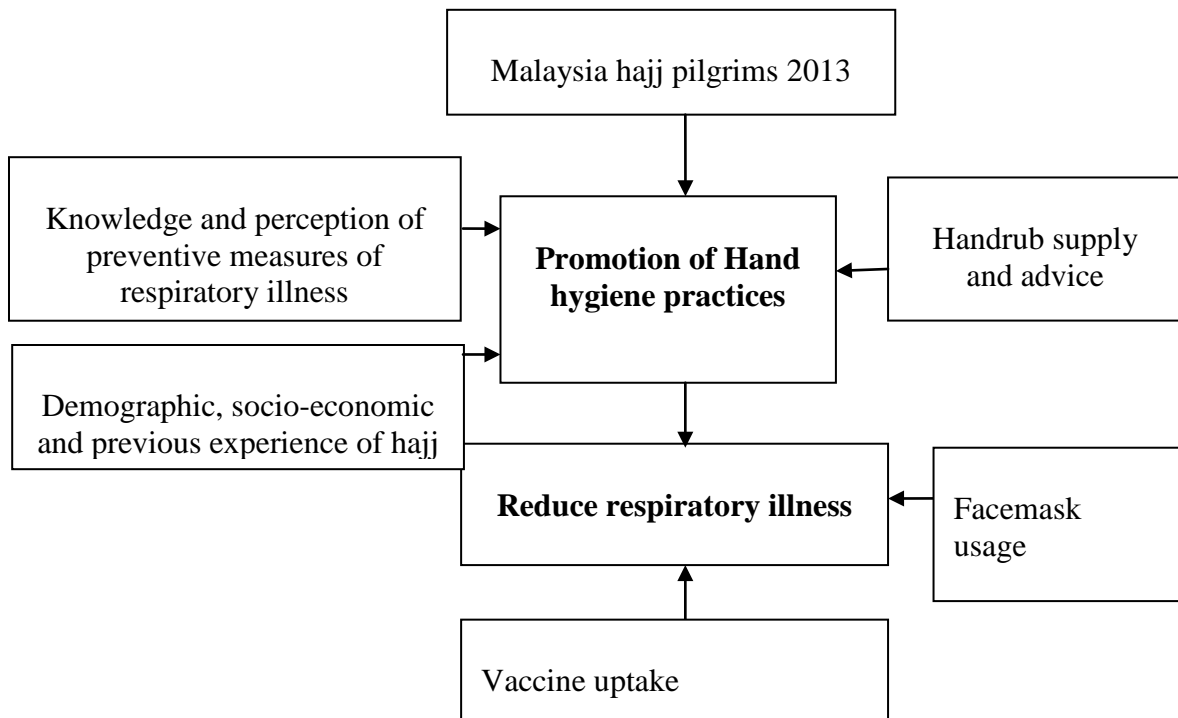 Malaysia hajj pilgrims 2013
Knowledge and perception of
preventive measures of
respiratory illness
Promotion of Hand
hygiene practices
Handrub supply
and advice
Demographic, socio-economic
and previous experience of hajj
Reduce respiratory illness
Facemask
usage
Vaccine uptake